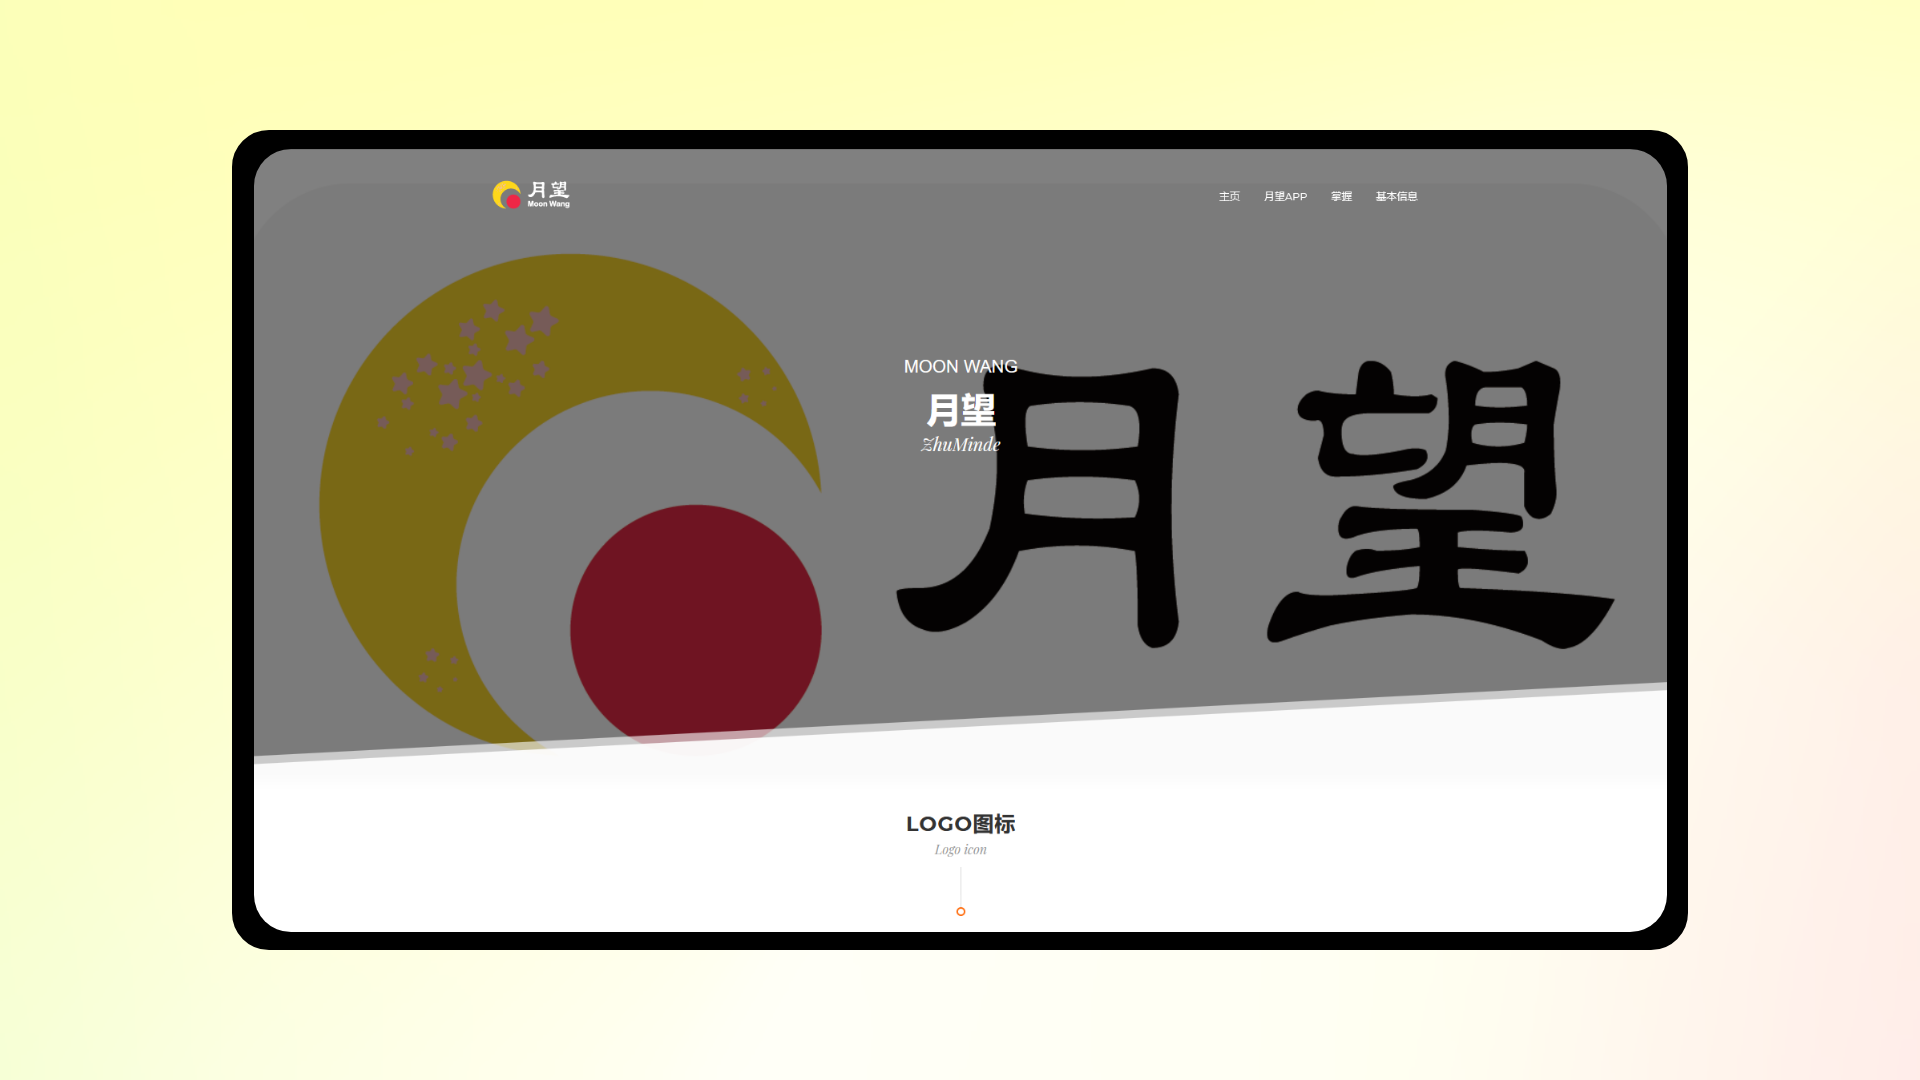 月望
Moon Wang
主页 月望APP 掌握 基本信息
MOON WANG
月望
ZhuMinde
月望
LOGO图标
Logo icon